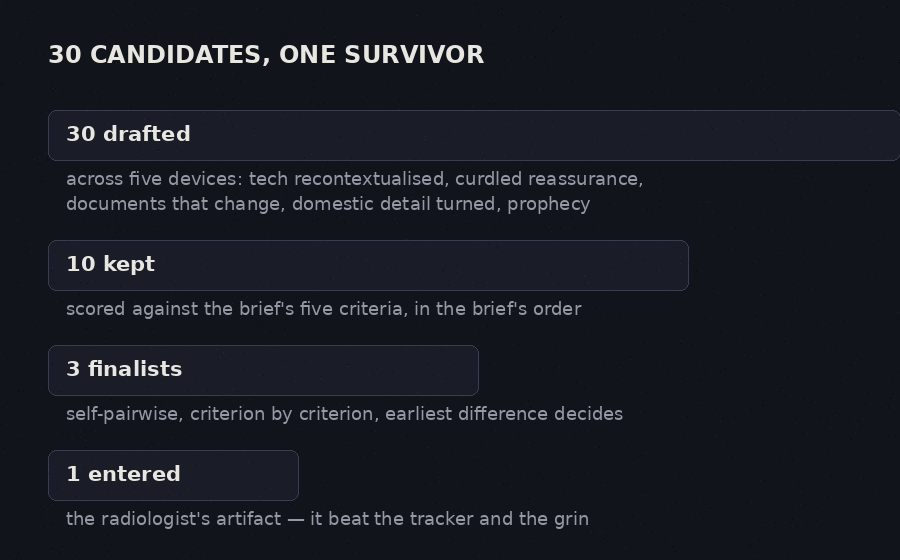 30 CANDIDATES, ONE SURVIVOR
30 drafted
across five devices: tech recontextualised, curdled reassurance,
documents that change, domestic detail turned, prophecy
10 kept
scored against the brief's five criteria, in the brief's order
3 finalists
self-pairwise, criterion by criterion, earliest difference decides
1 entered
the radiologist's artifact — it beat the tracker and the grin